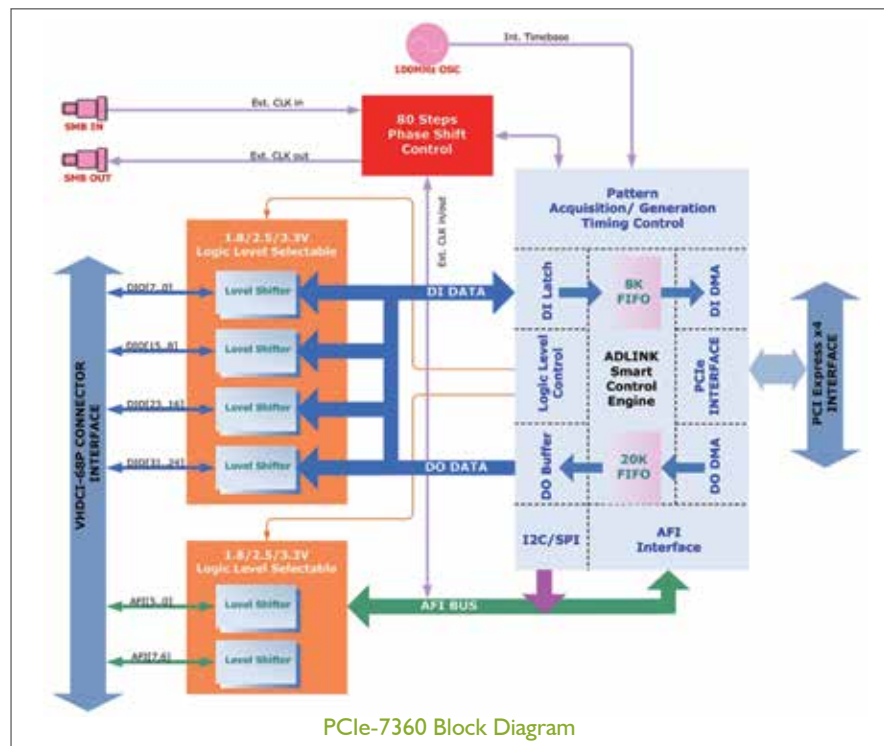 Int. Timebase
100MHz OSC
Ext. CLK in
SMB IN
80 Steps
Phase Shift
Control
Ext. CLK out
SMB OUT
Ext. CLK in/out
Pattern
Acquisition/ Generation
Timing Control
1.8/2.5/3.3V
Logic Level Selectable
DIO[7..0]
Level Shifter
DI DATA
DI Latch
8K
FIFO
DI DMA
DIO[15..8]
Level Shifter
Logic Level
Control
ADLINK
Smart
Control
Engine
PCIe
INTERFACE
PCI Express x4
INTERFACE
DIO[23..16]
Level Shifter
DIO[31..24]
Level Shifter
DO DATA
DO Buffer
20K
FIFO
DO DMA
VHDCI-68P CONNECTOR
INTERFACE
I2C/SPI
AFI
Interface
1.8/2.5/3.3V
Logic Level Selectable
AFI[5..0]
Level Shifter
AFI BUS
AFI[7,6]
Level Shifter
PCIe-7360 Block Diagram